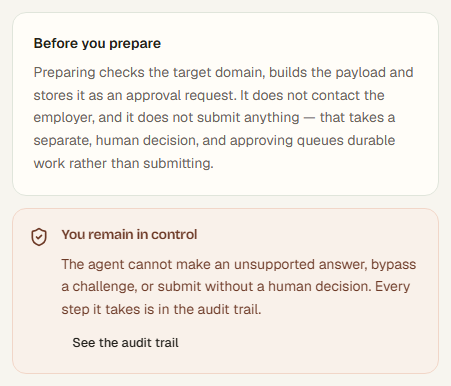 Before you prepare
Preparing checks the target domain, builds the payload and
stores it as an approval request. It does not contact the
employer, and it does not submit anything — that takes a
separate, human decision, and approving queues durable
work rather than submitting.
You remain in control
The agent cannot make an unsupported answer, bypass
a challenge, or submit without a human decision. Every
step it takes is in the audit trail.
See the audit trail